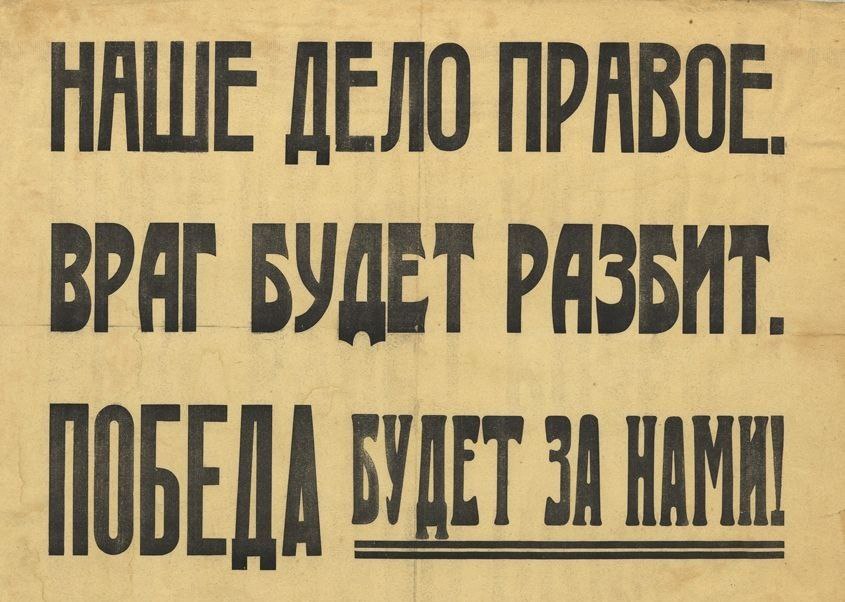 НАШЕ ДЕЛО ПРАВОЕ.
ВРАГ БУДЕТ РАЗБИТ.
ПОБЕДА БУДЕТ ЗА НАМИ!